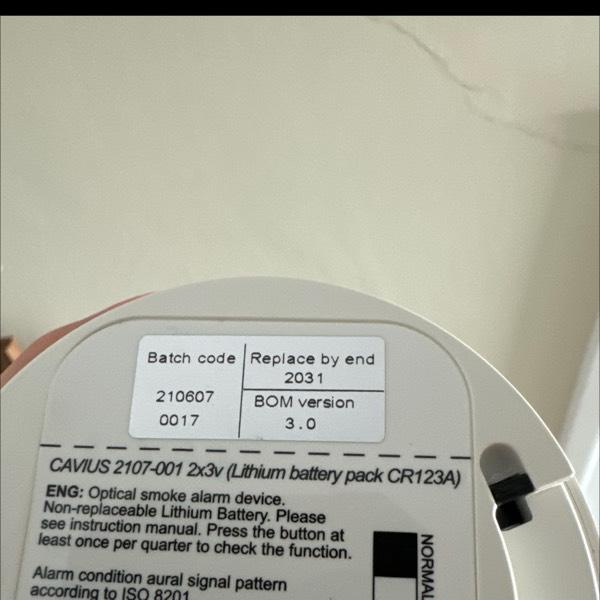 Batch code
210607
0017
Replace by end
2031
BOM version
3.0
CAVIUS 2107-001 2x3v (Lithium battery pack CR123A)
ENG: Optical smoke alarm device.
Non-replaceable Lithium Battery. Please
see instruction manual. Press the button at
least once per quarter to check the function.
Alarm condition aural signal pattern
according to ISO 8201
NORMAL